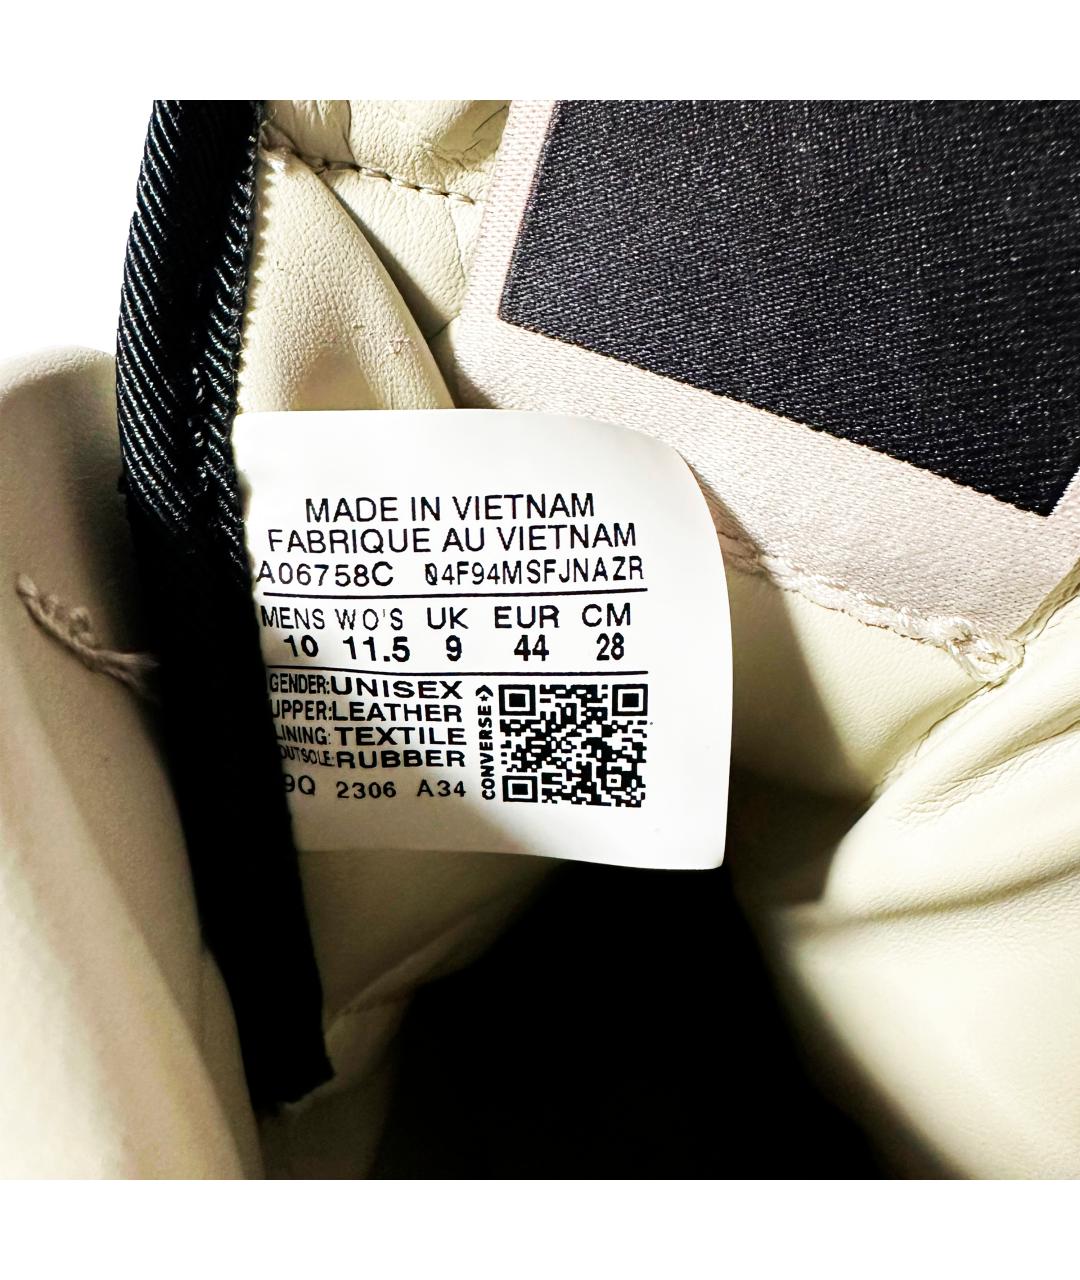 MADE IN VIETNAM
FABRIQUE AU VIETNAM
A06758C 04F94MSFJNAZR
MENS WO'S UK EUR CM
10 11.5 9 44 28
GENDER:UNISEX
UPPER:LEATHER
LINING:TEXTILE
OUTSOLE:RUBBER
9Q 2306 A34
CONVERSE